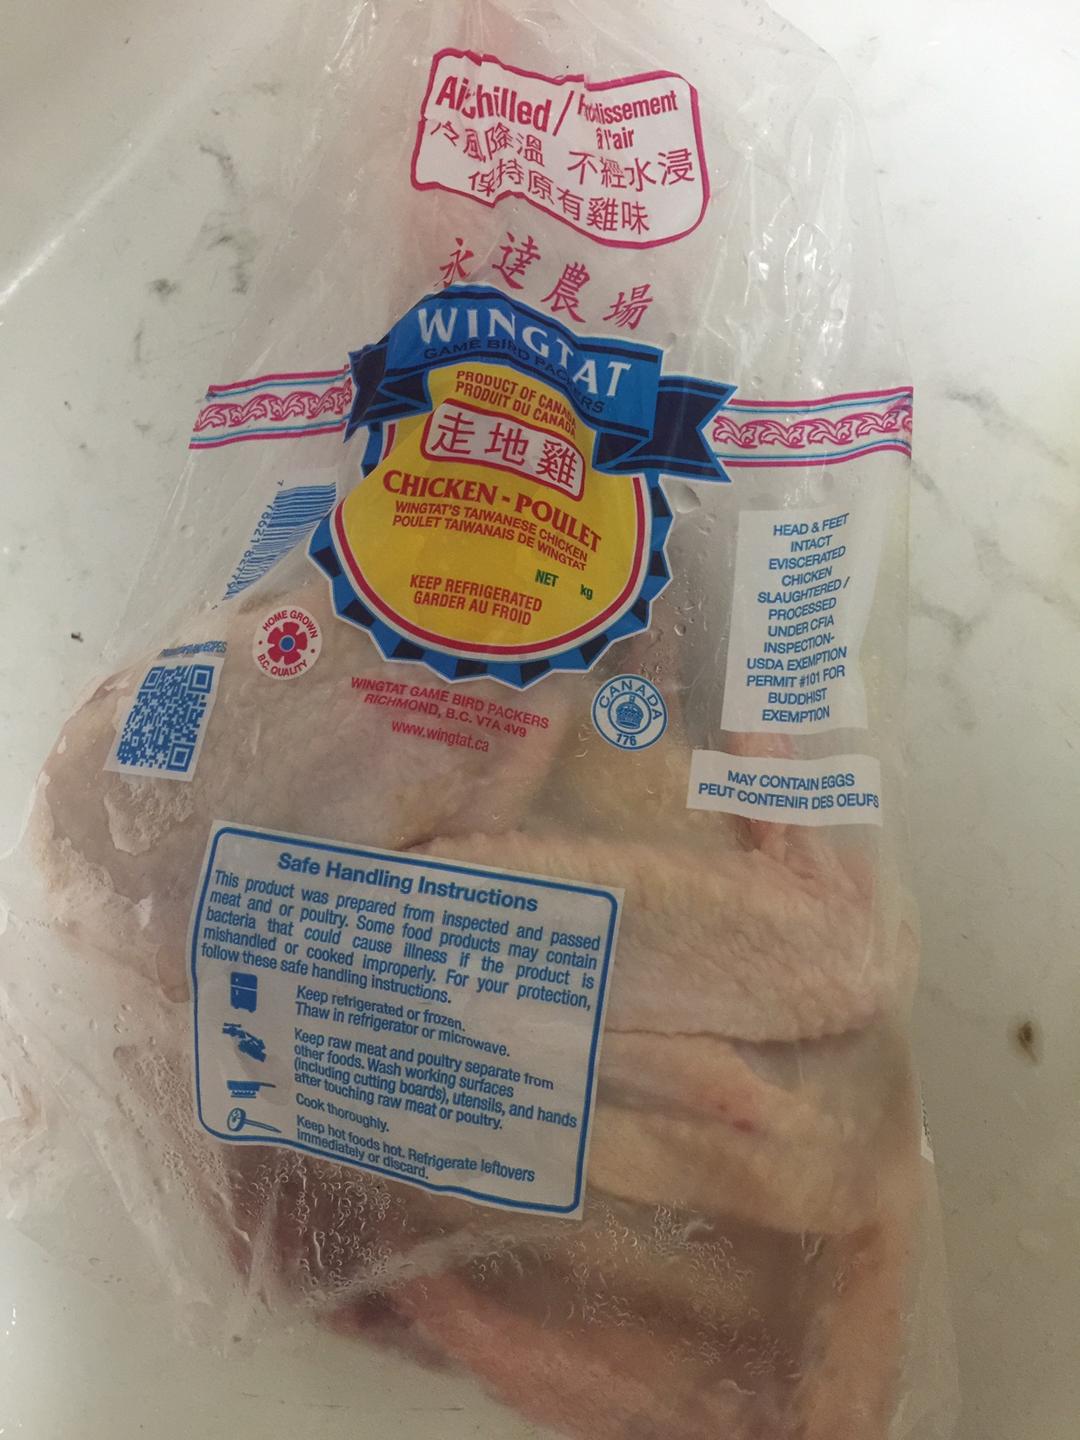 Air chilled / Refroidissement
à l'air
冷風降溫 不經水浸
保持原有雞味
永達農場
WINGTAT
GAME BIRD PACKERS
PRODUCT OF CANADA
PRODUIT DU CANADA
走地雞
CHICKEN - POULET
WINGTAT'S TAIWANESE CHICKEN
POULET TAIWANAIS DE WINGTAT
NET kg
KEEP REFRIGERATED
GARDER AU FROID
HOME GROWN
B.C. QUALITY
WINGTAT GAME BIRD PACKERS
RICHMOND, B.C. V7A 4V9
www.wingtat.ca
CANADA
176
HEAD & FEET
INTACT
EVISCERATED
CHICKEN
SLAUGHTERED /
PROCESSED
UNDER CFIA
INSPECTION-
USDA EXEMPTION
PERMIT #101 FOR
BUDDHIST
EXEMPTION
MAY CONTAIN EGGS
PEUT CONTENIR DES OEUFS
Safe Handling Instructions
This product was prepared from inspected and passed
meat and or poultry. Some food products may contain
bacteria that could cause illness if the product is
mishandled or cooked improperly. For your protection,
follow these safe handling instructions.
Keep refrigerated or frozen.
Thaw in refrigerator or microwave.
Keep raw meat and poultry separate from
other foods. Wash working surfaces
(including cutting boards), utensils, and hands
after touching raw meat or poultry.
Cook thoroughly.
Keep hot foods hot. Refrigerate leftovers
immediately or discard.